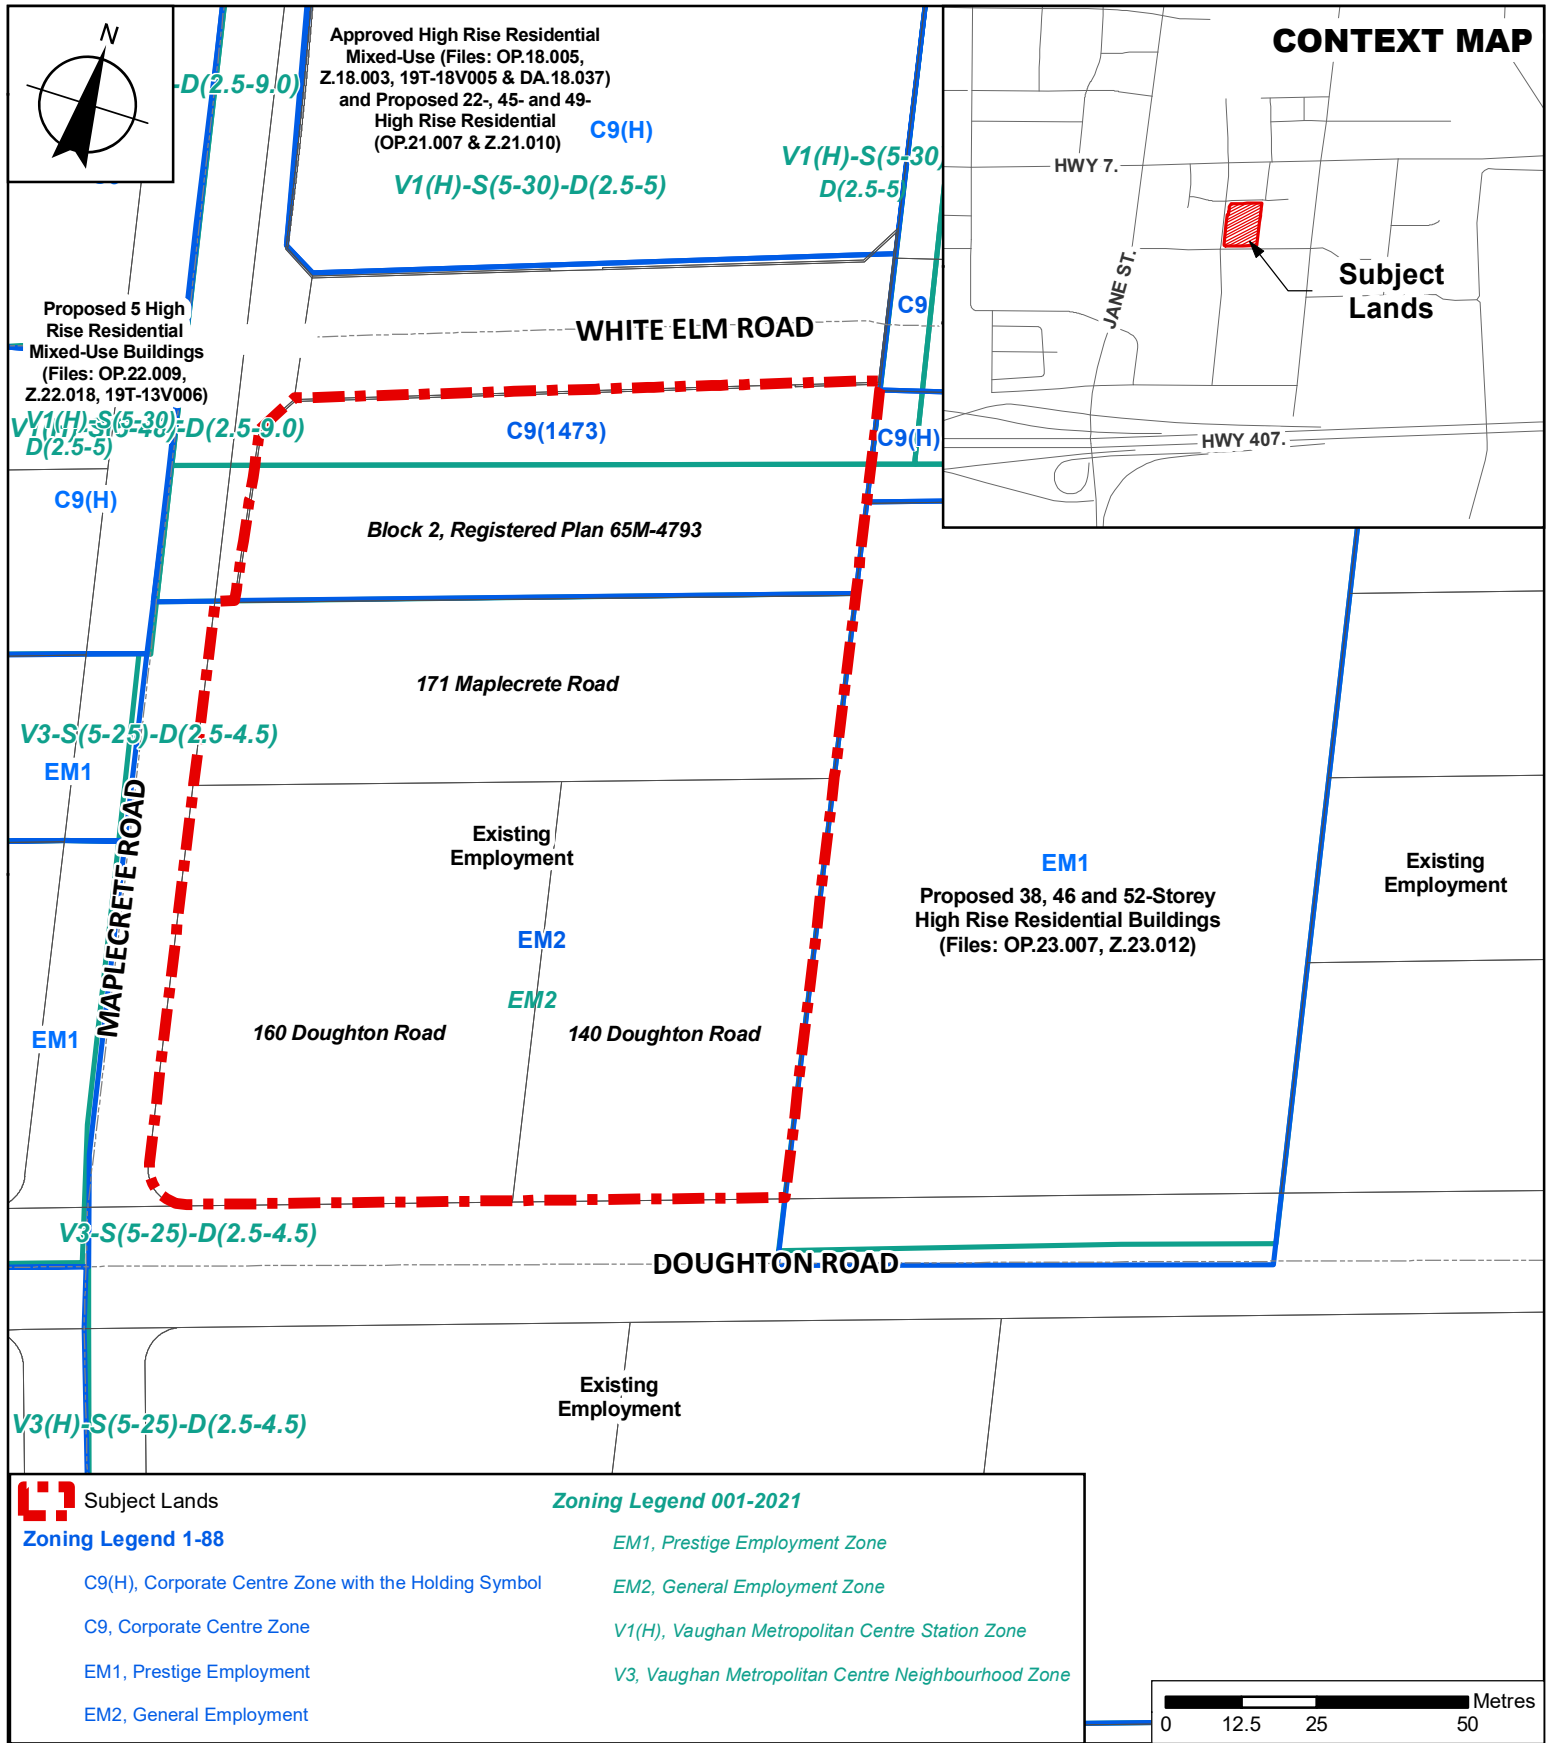 N
-D(2.5-9.0)
Approved High Rise Residential
Mixed-Use (Files: OP.18.005,
Z.18.003, 19T-18V005 & DA.18.037)
and Proposed 22-, 45- and 49-
High Rise Residential
(OP.21.007 & Z.21.010)
C9(H)
V1(H)-S(5-30)-D(2.5-5)
V1(H)-S(5-30)
D(2.5-5)
CONTEXT MAP
HWY 7.
JANE ST.
Subject
Lands
HWY 407.
Proposed 5 High
Rise Residential
Mixed-Use Buildings
(Files: OP.22.009,
Z.22.018, 19T-13V006)
V1(H)-S(5-30)
D(2.5-5)
-D(2.5-9.0)
C9(H)
WHITE ELM ROAD
C9
C9(1473)
C9(H)
Block 2, Registered Plan 65M-4793
171 Maplecrete Road
V3-S(5-25)-D(2.5-4.5)
EM1
MAPLECRETE ROAD
Existing
Employment
EM2
EM2
160 Doughton Road
140 Doughton Road
EM1
EM1
Proposed 38, 46 and 52-Storey
High Rise Residential Buildings
(Files: OP.23.007, Z.23.012)
Existing
Employment
V3-S(5-25)-D(2.5-4.5)
DOUGHTON ROAD
Existing
Employment
V3(H)-S(5-25)-D(2.5-4.5)
Subject Lands
Zoning Legend 1-88
C9(H), Corporate Centre Zone with the Holding Symbol
C9, Corporate Centre Zone
EM1, Prestige Employment
EM2, General Employment
Zoning Legend 001-2021
EM1, Prestige Employment Zone
EM2, General Employment Zone
V1(H), Vaughan Metropolitan Centre Station Zone
V3, Vaughan Metropolitan Centre Neighbourhood Zone
Metres
0 12.5 25 50